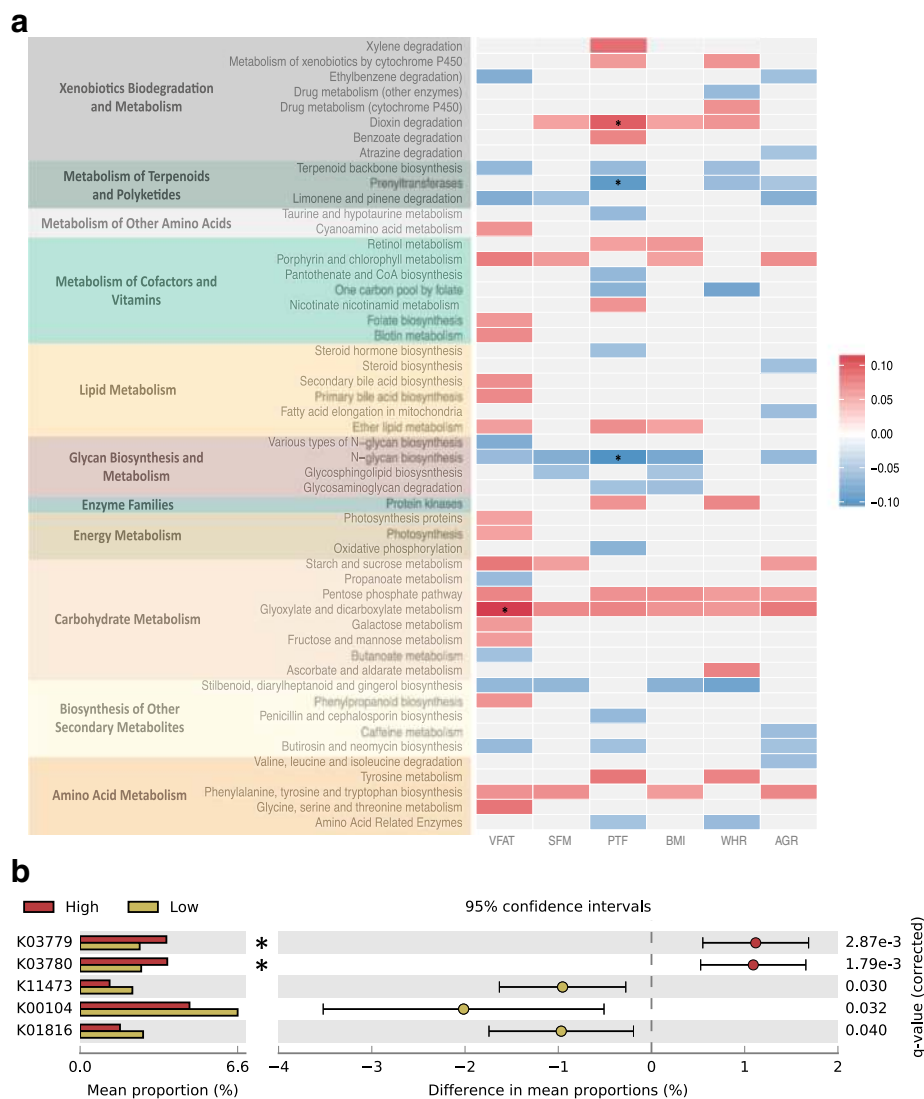 a
Xenobiotics Biodegradation
and Metabolism
Metabolism of Terpenoids
and Polyketides
Metabolism of Other Amino Acids
Metabolism of Cofactors and
Vitamins
Lipid Metabolism
Glycan Biosynthesis and
Metabolism
Enzyme Families
Energy Metabolism
Carbohydrate Metabolism
Biosynthesis of Other
Secondary Metabolites
Amino Acid Metabolism
Xylene degradation
Metabolism of xenobiotics by cytochrome P450
Ethylbenzene degradation)
Drug metabolism (other enzymes)
Drug metabolism (cytochrome P450)
Dioxin degradation
Benzoate degradation
Atrazine degradation
Terpenoid backbone biosynthesis
Prenyltransferases
Limonene and pinene degradation
Taurine and hypotaurine metabolism
Cyanoamino acid metabolism
Retinol metabolism
Porphyrin and chlorophyll metabolism
Pantothenate and CoA biosynthesis
One carbon pool by folate
Nicotinate nicotinamid metabolism
Folate biosynthesis
Biotin metabolism
Steroid hormone biosynthesis
Steroid biosynthesis
Secondary bile acid biosynthesis
Primary bile acid biosynthesis
Fatty acid elongation in mitochondria
Ether lipid metabolism
Various types of N-glycan biosynthesis
N-glycan biosynthesis
Glycosphingolipid biosynthesis
Glycosaminoglycan degradation
Protein kinases
Photosynthesis proteins
Photosynthesis
Oxidative phosphorylation
Starch and sucrose metabolism
Propanoate metabolism
Pentose phosphate pathway
Glyoxylate and dicarboxylate metabolism
Galactose metabolism
Fructose and mannose metabolism
Butanoate metabolism
Ascorbate and aldarate metabolism
Stilbenoid, diarylheptanoid and gingerol biosynthesis
Phenylpropanoid biosynthesis
Penicillin and cephalosporin biosynthesis
Caffeine metabolism
Butirosin and neomycin biosynthesis
Valine, leucine and isoleucine degradation
Tyrosine metabolism
Phenylalanine, tyrosine and tryptophan biosynthesis
Glycine, serine and threonine metabolism
Amino Acid Related Enzymes
*
*
*
*
VFAT SFM PTF BMI WHR AGR
0.10
0.05
0.00
−0.05
−0.10
b
High Low
95% confidence intervals
K03779 * 2.87e-3
K03780 * 1.79e-3
K11473 0.030
K00104 0.032
K01816 0.040
q-value (corrected)
0.0 6.6
−4 −3 −2 −1 0 1 2
Mean proportion (%)
Difference in mean proportions (%)